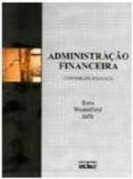 ADMINISTRAÇÃO
FINANCEIRA
Ross
Westerfield
Jaffe